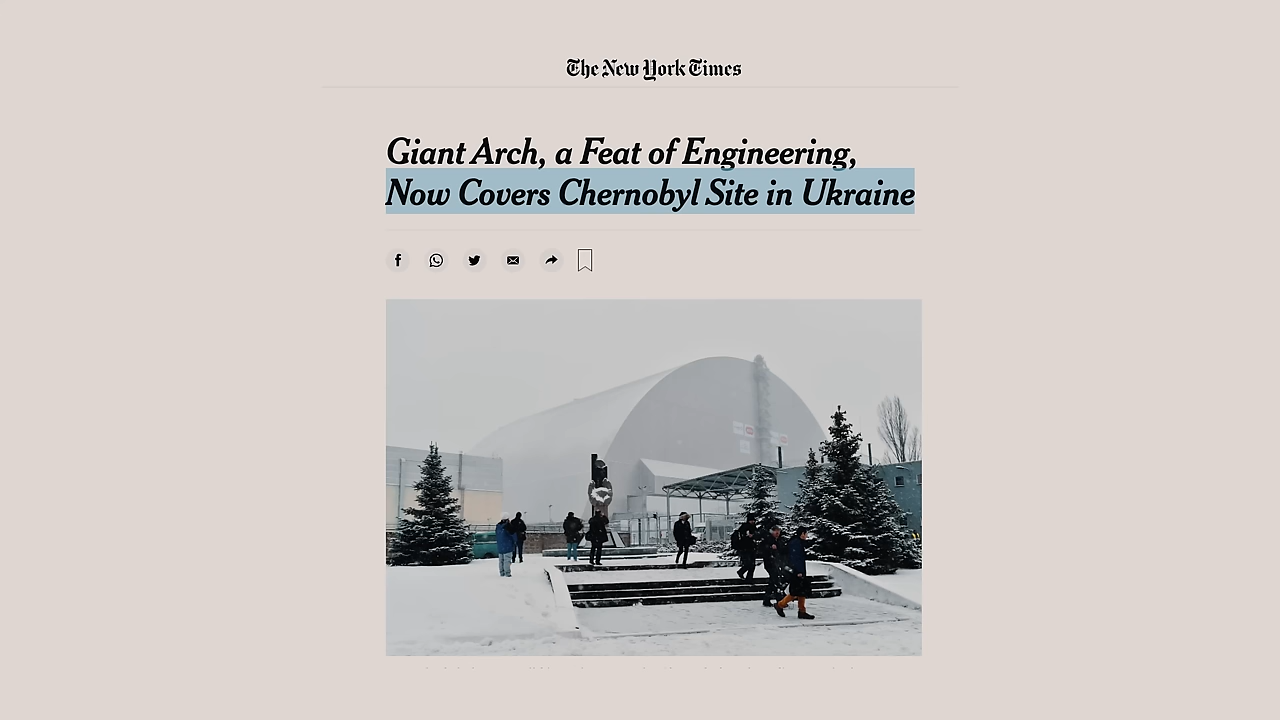 The New York Times
Giant Arch, a Feat of Engineering,
Now Covers Chernobyl Site in Ukraine